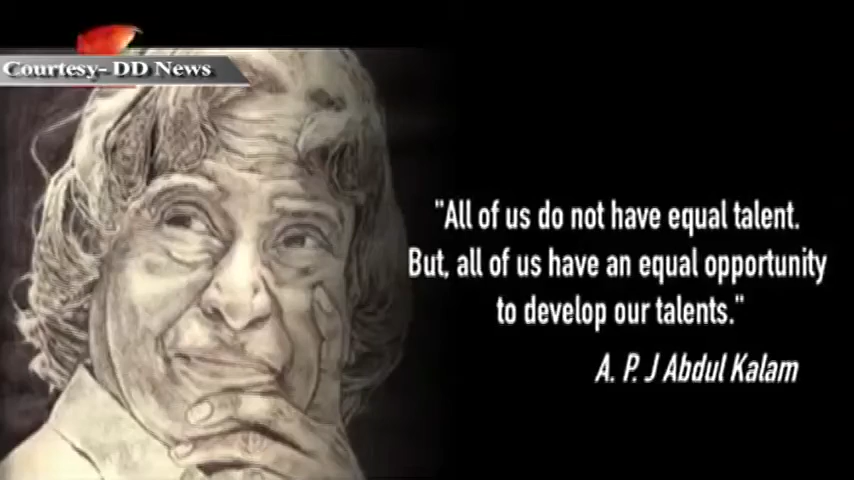 Courtesy- DD News
"All of us do not have equal talent.
But, all of us have an equal opportunity
to develop our talents."
A. P. J Abdul Kalam